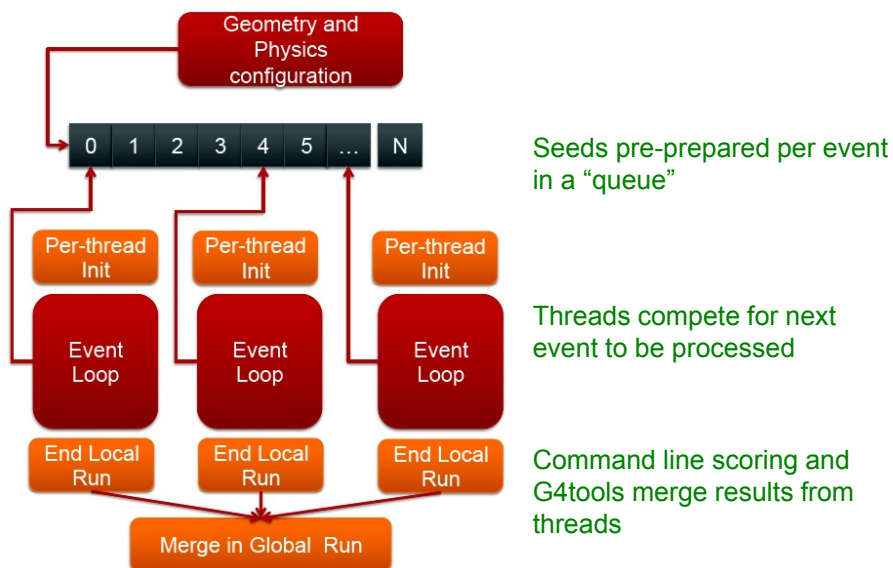 Geometry and
Physics
configuration
0 1 2 3 4 5 ... N
Seeds pre-prepared per event
in a “queue”
Per-thread
Init
Per-thread
Init
Per-thread
Init
Event
Loop
Event
Loop
Event
Loop
Threads compete for next
event to be processed
End Local
Run
End Local
Run
End Local
Run
Command line scoring and
G4tools merge results from
threads
Merge in Global Run